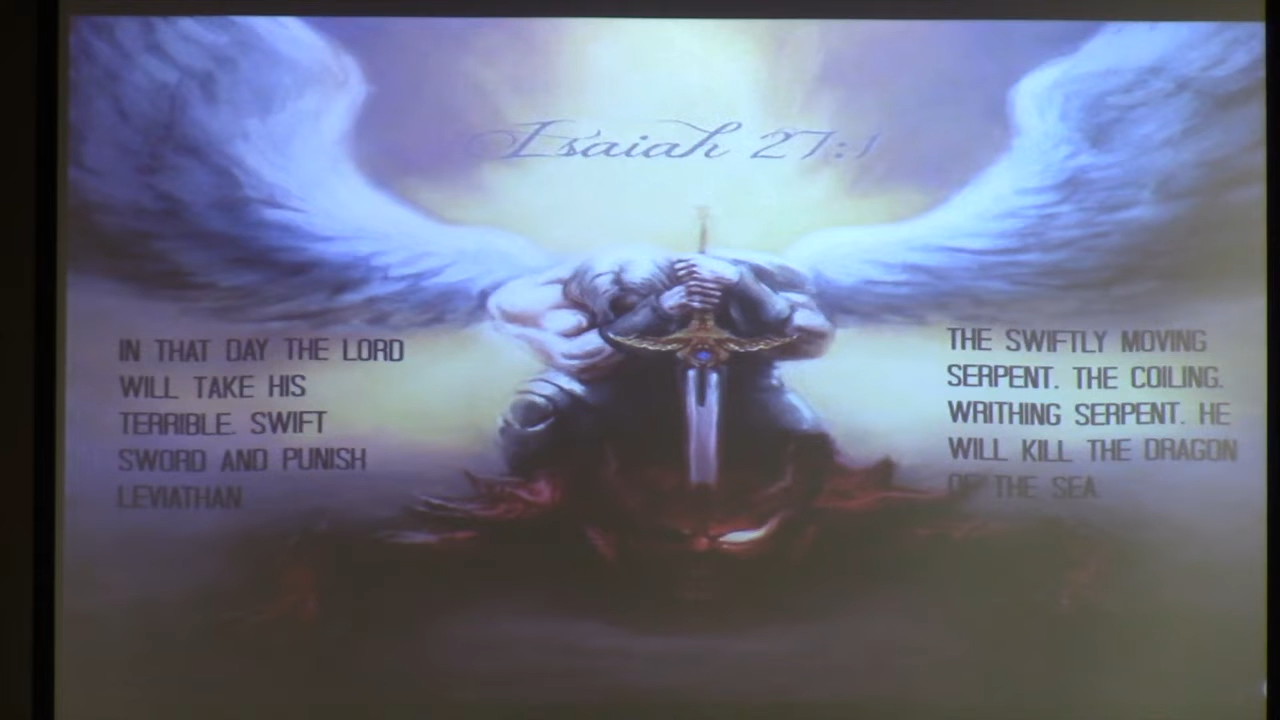 Isaiah 27:1
IN THAT DAY THE LORD
WILL TAKE HIS
TERRIBLE. SWIFT
SWORD AND PUNISH
LEVIATHAN.
THE SWIFTLY MOVING
SERPENT. THE COILING.
WRITHING SERPENT. HE
WILL KILL THE DRAGON
OF THE SEA.